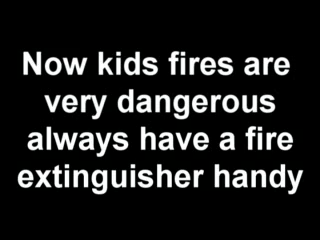 Now kids fires are
very dangerous
always have a fire
extinguisher handy